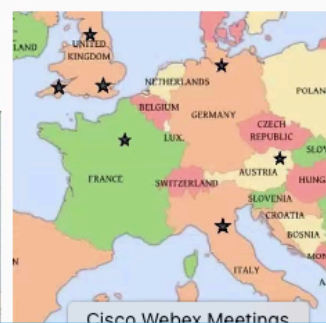 LAND
UNITED
KINGDOM
NETHERLANDS
POLAN
BELGIUM
GERMANY
LUX.
CZECH
REPUBLIC
SLOV
FRANCE
SWITZERLAND
AUSTRIA
HUNG
SLOVENIA
CROATIA
BOSNIA
MON
N
ITALY
A
Cisco Webex Meetings